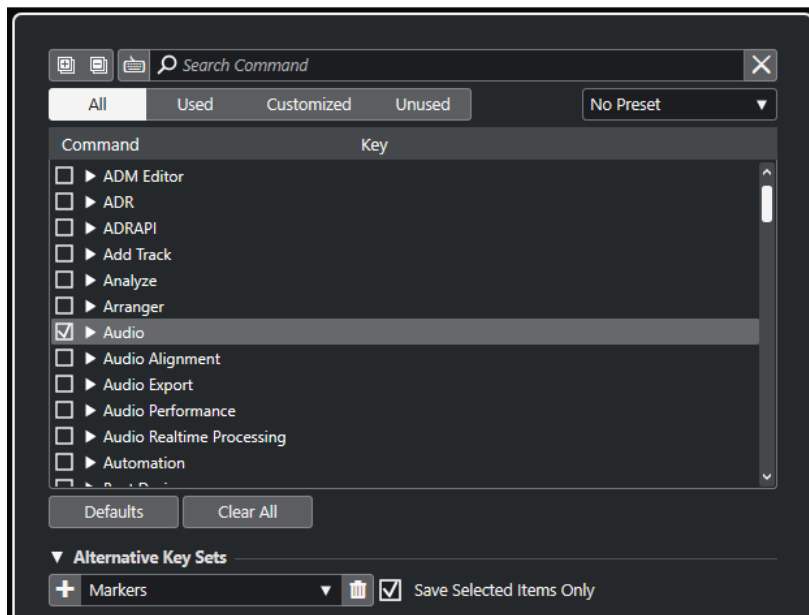 Search Command
All Used Customized Unused No Preset
Command Key
ADM Editor
ADR
ADRAPI
Add Track
Analyze
Arranger
Audio
Audio Alignment
Audio Export
Audio Performance
Audio Realtime Processing
Automation
Defaults Clear All
Alternative Key Sets
Markers Save Selected Items Only